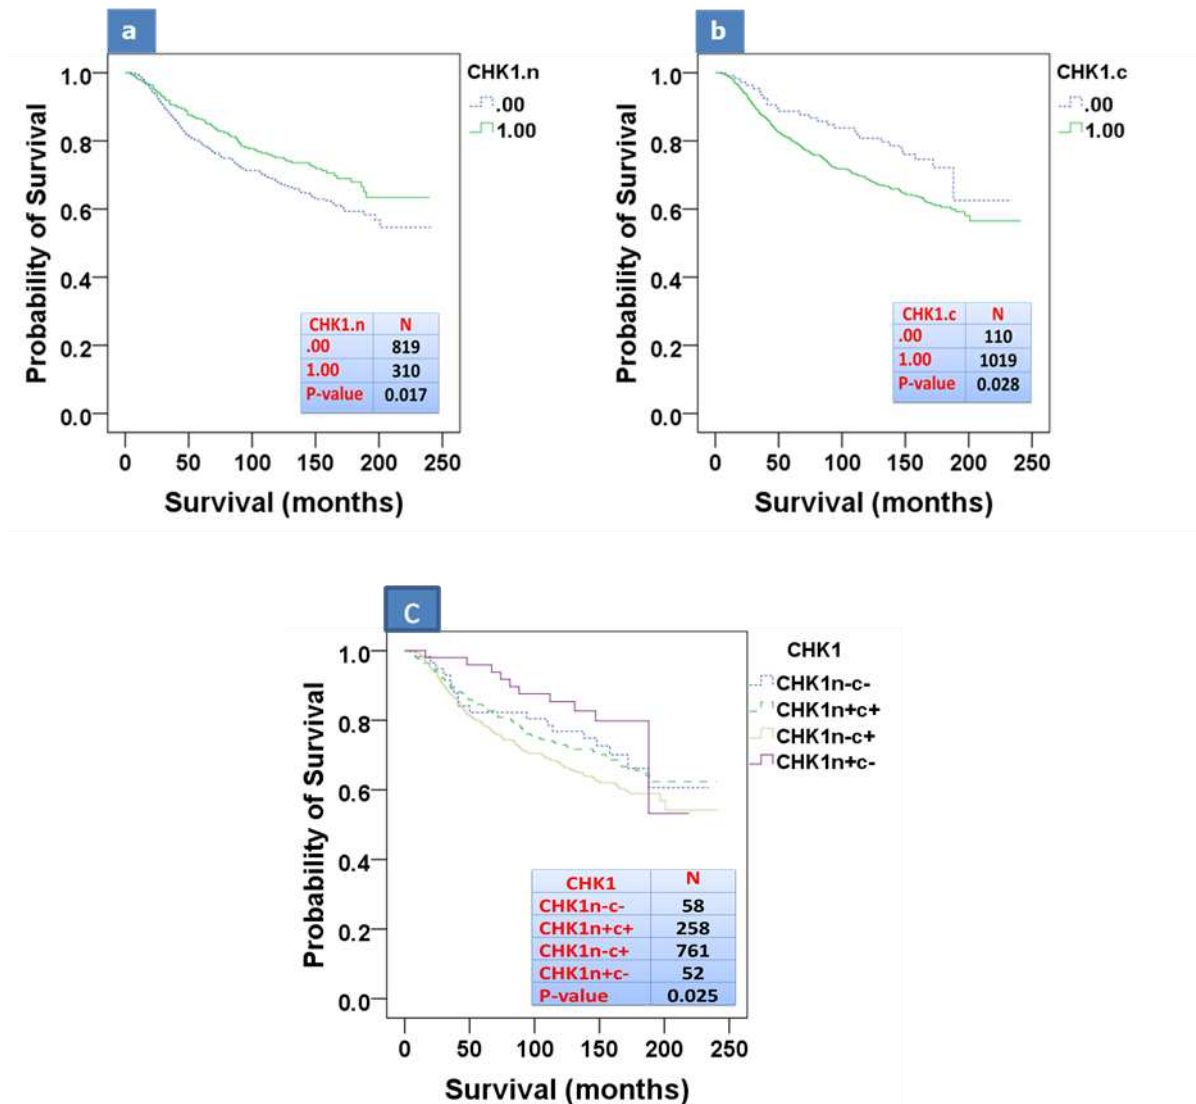 a
CHK1.n
.00
1.00
Probability of Survival
1.0
0.8
0.6
0.4
0.2
0.0
CHK1.n N
.00 819
1.00 310
P-value 0.017
0 50 100 150 200 250
Survival (months)
b
CHK1.c
.00
1.00
Probability of Survival
1.0
0.8
0.6
0.4
0.2
0.0
CHK1.c N
.00 110
1.00 1019
P-value 0.028
0 50 100 150 200 250
Survival (months)
C
CHK1
CHK1n-c-
CHK1n+c+
CHK1n-c+
CHK1n+c-
Probability of Survival
1.0
0.8
0.6
0.4
0.2
0.0
CHK1 N
CHK1n-c- 58
CHK1n+c+ 258
CHK1n-c+ 761
CHK1n+c- 52
P-value 0.025
0 50 100 150 200 250
Survival (months)